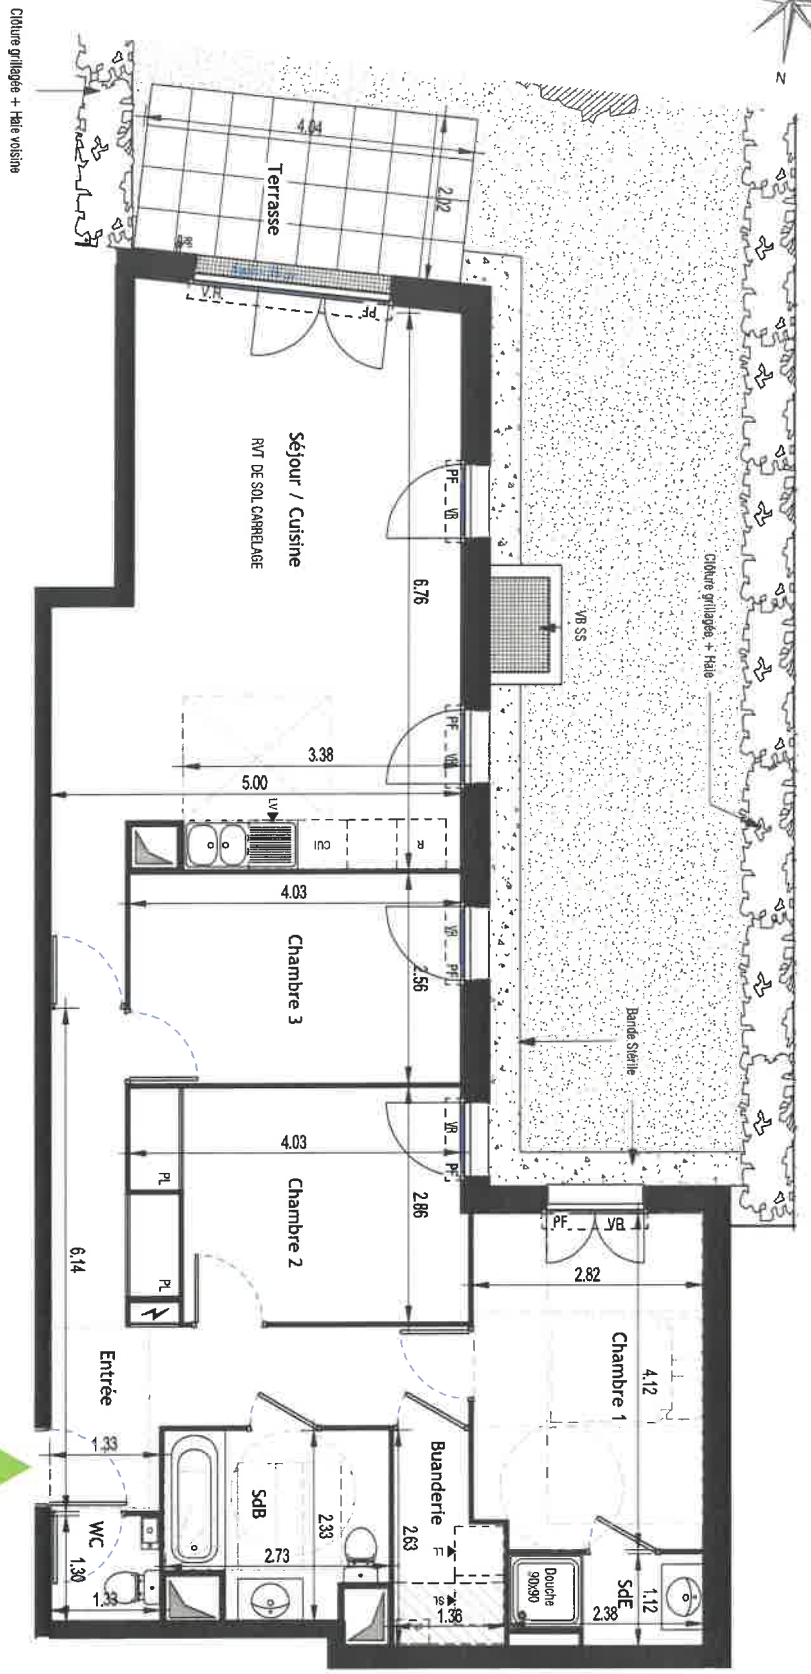 N
Clôture grillagée + Haie voisine
4.04
Terrasse
2.02
V.R.
PF
Séjour / Cuisine
RVT DE SOL CARRELAGE
PF
VR
6.76
VB SS
Clôture grillagée + Haie
PF
VR
3.38
5.00
LV
CUI
R
4.03
Chambre 3
2.56
VR
PF
Bande Stérile
4.03
Chambre 2
2.86
VR
PF
PL
PL
6.14
PF
VR
2.82
Chambre 1
4.12
Entrée
1.33
SdB
2.33
2.73
Buanderie
2.63
LL
SL
1.36
WC
1.30
1.33
Douche
90x90
SdE
1.12
2.38